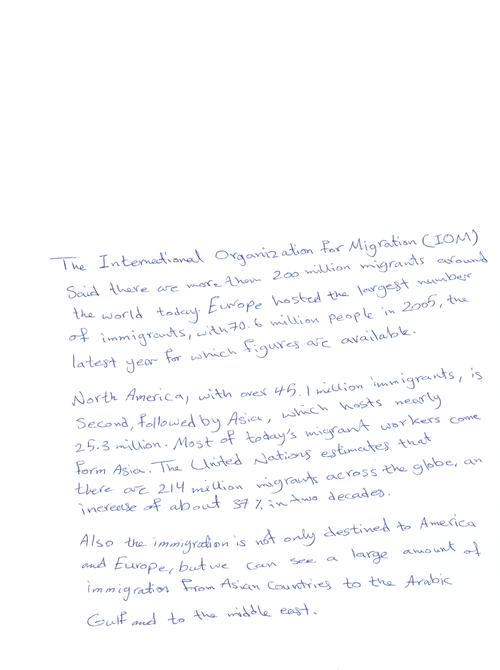 The International Organization for Migration (IOM)
Said there are more than 200 million migrants around
the world today. Europe hosted the largest number
of immigrants, with 70.6 million people in 2005, the
latest year for which figures are available.
North America, with over 45.1 million immigrants, is
Second, followed by Asia, which hosts nearly
25.3 million. Most of today's migrant workers come
form Asia. The United Nations estimates that
there are 214 million migrants across the globe, an
increase of about 37% in two decades.
Also the immigration is not only destined to America
and Europe, but we can see a large amount of
immigration from Asian Countries to the Arabic
Gulf and to the middle east.